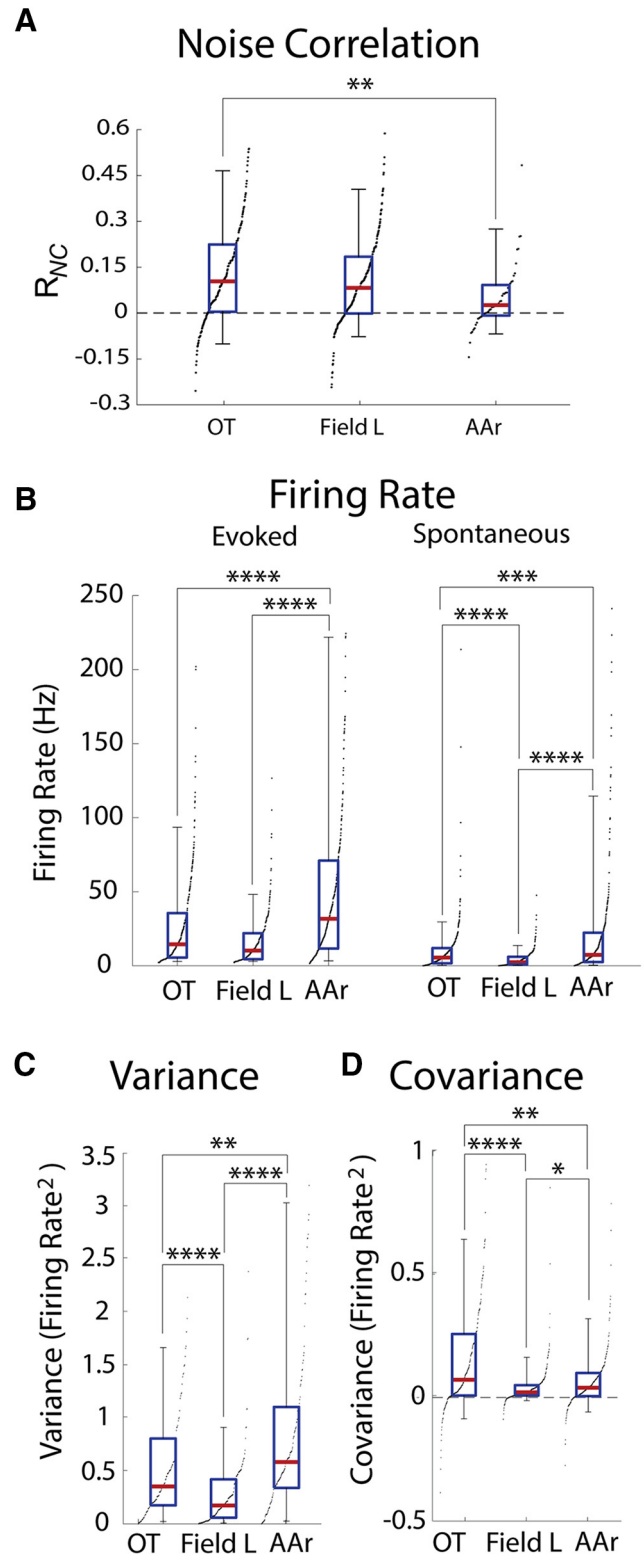 A
Noise Correlation
**
0.6
0.45
0.3
0.15
0
-0.15
-0.3
R_NC
OT Field L AAr
B
Firing Rate
Evoked Spontaneous
**** ***
**** ****
****
250
200
150
100
50
0
Firing Rate (Hz)
OT Field L AAr OT Field L AAr
C
Variance
**
****
****
3.5
3
2.5
2
1.5
1
0.5
0
Variance (Firing Rate²)
OT Field L AAr
D
Covariance
**
****
*
1
0.5
0
-0.5
Covariance (Firing Rate²)
OT Field L AAr